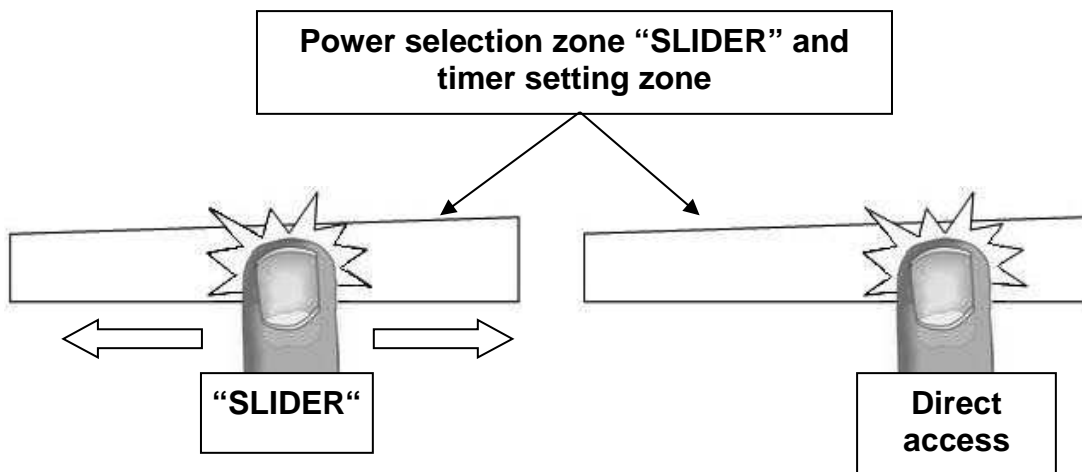 Power selection zone “SLIDER” and
timer setting zone
“SLIDER“
Direct
access